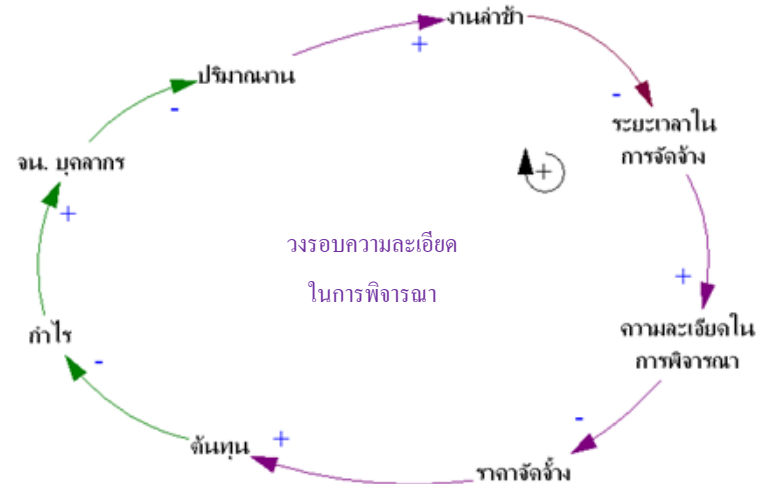 งานล่าช้า
+
ปริมาณงาน
-
-
ระยะเวลาใน
การจัดจ้าง
จน. บุคลากร
+
+
วงรอบความละเอียด
ในการพิจารณา
+
กำไร
-
ความละเอียดใน
การพิจารณา
-
ต้นทุน
+
ราคาจัดจ้าง